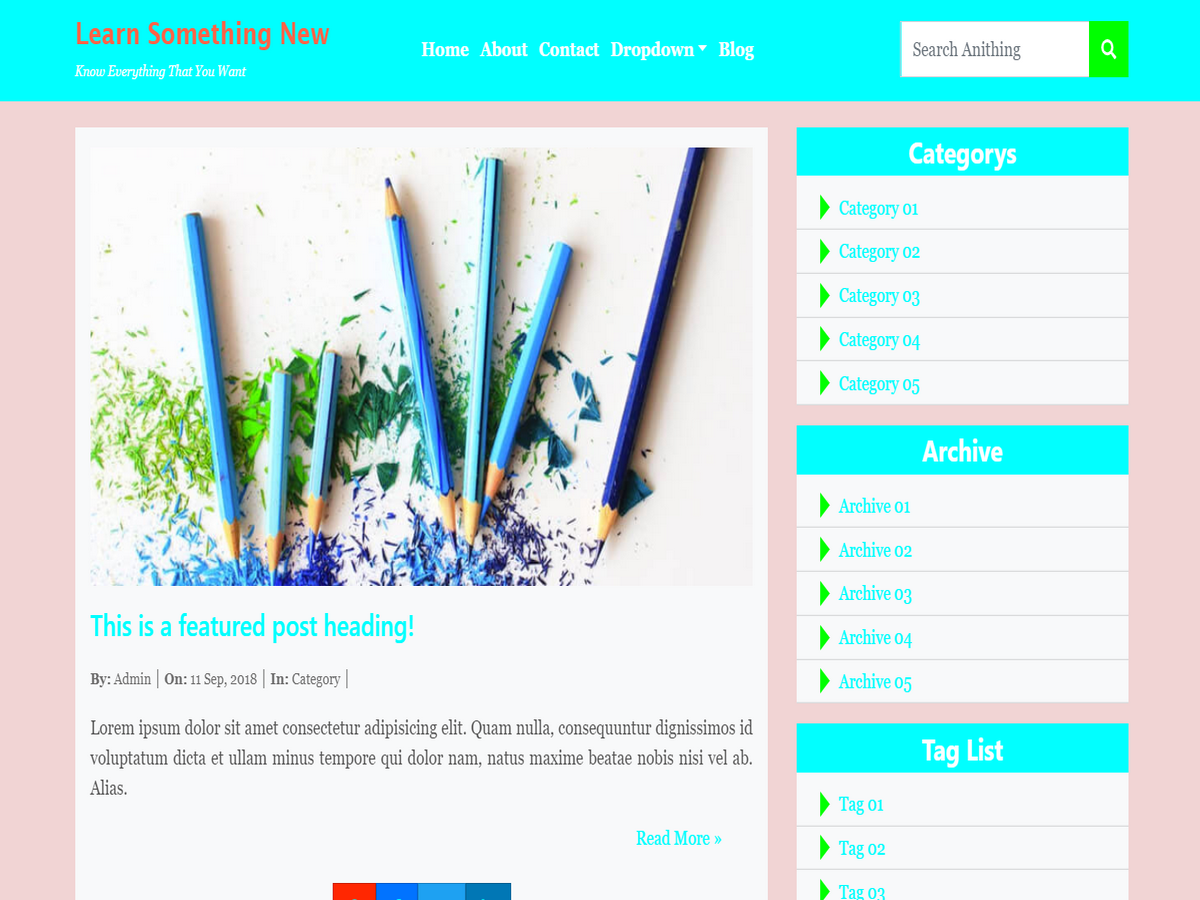 Learn Something New
Know Everything That You Want
Home About Contact Dropdown Blog
Search Anithing
This is a featured post heading!
By: Admin | On: 11 Sep, 2018 | In: Category |
Lorem ipsum dolor sit amet consectetur adipisicing elit. Quam nulla, consequuntur dignissimos id
voluptatum dicta et ullam minus tempore qui dolor nam, natus maxime beatae nobis nisi vel ab.
Alias.
Read More »
Categorys
Category 01
Category 02
Category 03
Category 04
Category 05
Archive
Archive 01
Archive 02
Archive 03
Archive 04
Archive 05
Tag List
Tag 01
Tag 02
Tag 03